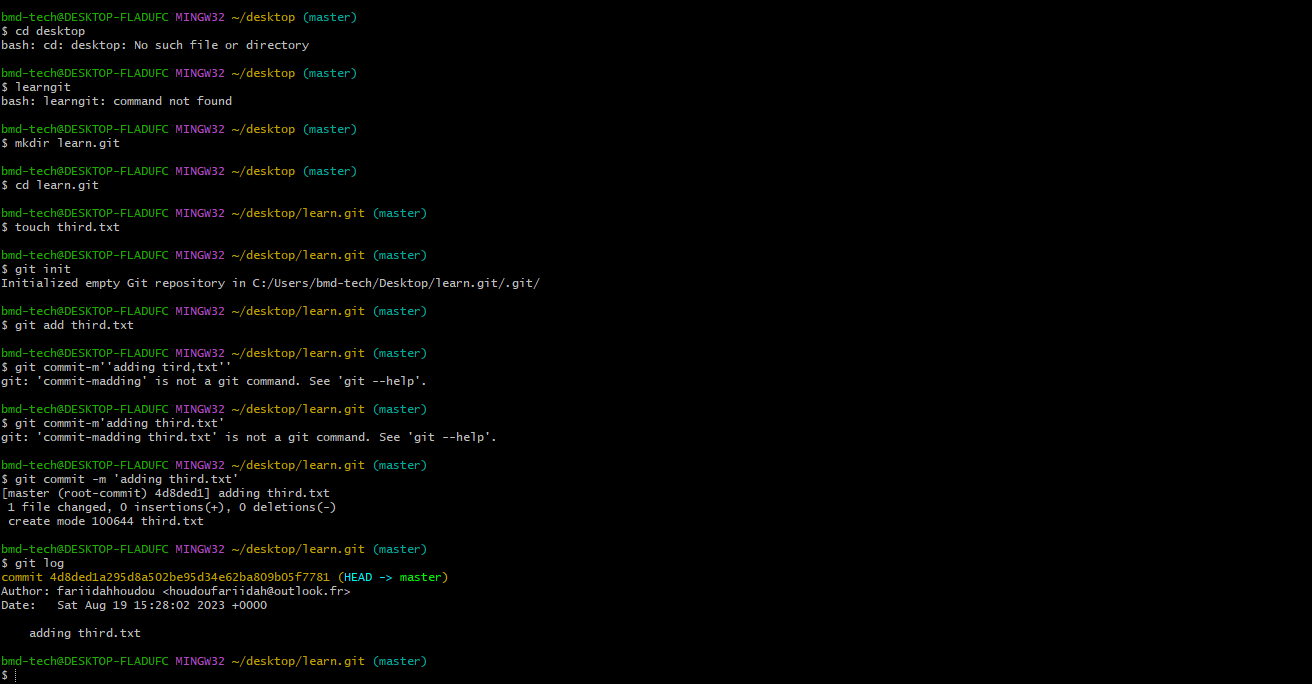 bmd-tech@DESKTOP-FLADUFC MINGW32 ~/desktop (master)
$ cd desktop
bash: cd: desktop: No such file or directory
bmd-tech@DESKTOP-FLADUFC MINGW32 ~/desktop (master)
$ learngit
bash: learngit: command not found
bmd-tech@DESKTOP-FLADUFC MINGW32 ~/desktop (master)
$ mkdir learn.git
bmd-tech@DESKTOP-FLADUFC MINGW32 ~/desktop (master)
$ cd learn.git
bmd-tech@DESKTOP-FLADUFC MINGW32 ~/desktop/learn.git (master)
$ touch third.txt
bmd-tech@DESKTOP-FLADUFC MINGW32 ~/desktop/learn.git (master)
$ git init
Initialized empty Git repository in C:/Users/bmd-tech/Desktop/learn.git/.git/
bmd-tech@DESKTOP-FLADUFC MINGW32 ~/desktop/learn.git (master)
$ git add third.txt
bmd-tech@DESKTOP-FLADUFC MINGW32 ~/desktop/learn.git (master)
$ git commit-m''adding tird,txt''
git: 'commit-madding' is not a git command. See 'git --help'.
bmd-tech@DESKTOP-FLADUFC MINGW32 ~/desktop/learn.git (master)
$ git commit-m'adding third.txt'
git: 'commit-madding third.txt' is not a git command. See 'git --help'.
bmd-tech@DESKTOP-FLADUFC MINGW32 ~/desktop/learn.git (master)
$ git commit -m 'adding third.txt'
[master (root-commit) 4d8ded1] adding third.txt
 1 file changed, 0 insertions(+), 0 deletions(-)
 create mode 100644 third.txt
bmd-tech@DESKTOP-FLADUFC MINGW32 ~/desktop/learn.git (master)
$ git log
commit 4d8ded1a295d8a502be95d34e62ba809b05f7781 (HEAD -> master)
Author: fariidahhoudou <houdoufariidah@outlook.fr>
Date:   Sat Aug 19 15:28:02 2023 +0000
    adding third.txt
bmd-tech@DESKTOP-FLADUFC MINGW32 ~/desktop/learn.git (master)
$